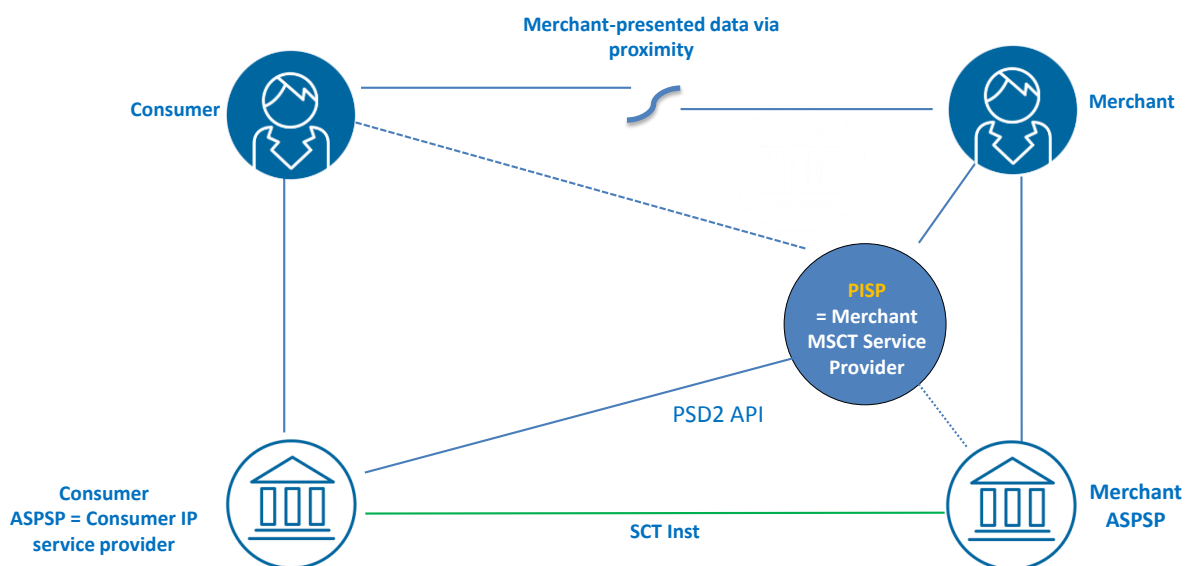 Merchant-presented data via
proximity
Consumer
Merchant
PISP
= Merchant
MSCT Service
Provider
PSD2 API
Consumer
ASPSP = Consumer IP
service provider
SCT Inst
Merchant
ASPSP